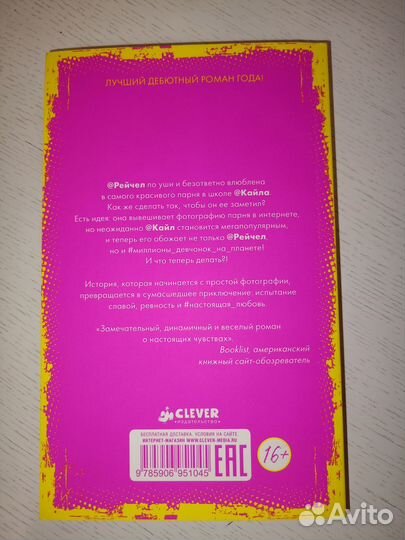 ЛУЧШИЙ ДЕБЮТНЫЙ РОМАН ГОДА!
@Рейчел по уши и безответно влюблена
в самого красивого парня в школе @Кайла.
Как же сделать так, чтобы он ее заметил?
Есть идея: она вывешивает фотографию парня в интернете,
но неожиданно @Кайл становится мегапопулярным,
и теперь его обожает не только @Рейчел,
но и #миллионы_девчонок_на_планете!
И что теперь делать?!
История, которая начинается с простой фотографии,
превращается в сумасшедшее приключение: испытание
славой, ревность и #настоящая_любовь.
«Замечательный, динамичный и веселый роман
о настоящих чувствах».
Booklist, американский
книжный сайт-обозреватель
CLEVER
ИЗДАТЕЛЬСТВО
БЕСПЛАТНАЯ ДОСТАВКА. УСЛОВИЯ НА САЙТЕ.
ИНТЕРНЕТ-МАГАЗИН WWW.CLEVER-MEDIA.RU
9 785906 951045
EAC
16+
Avito